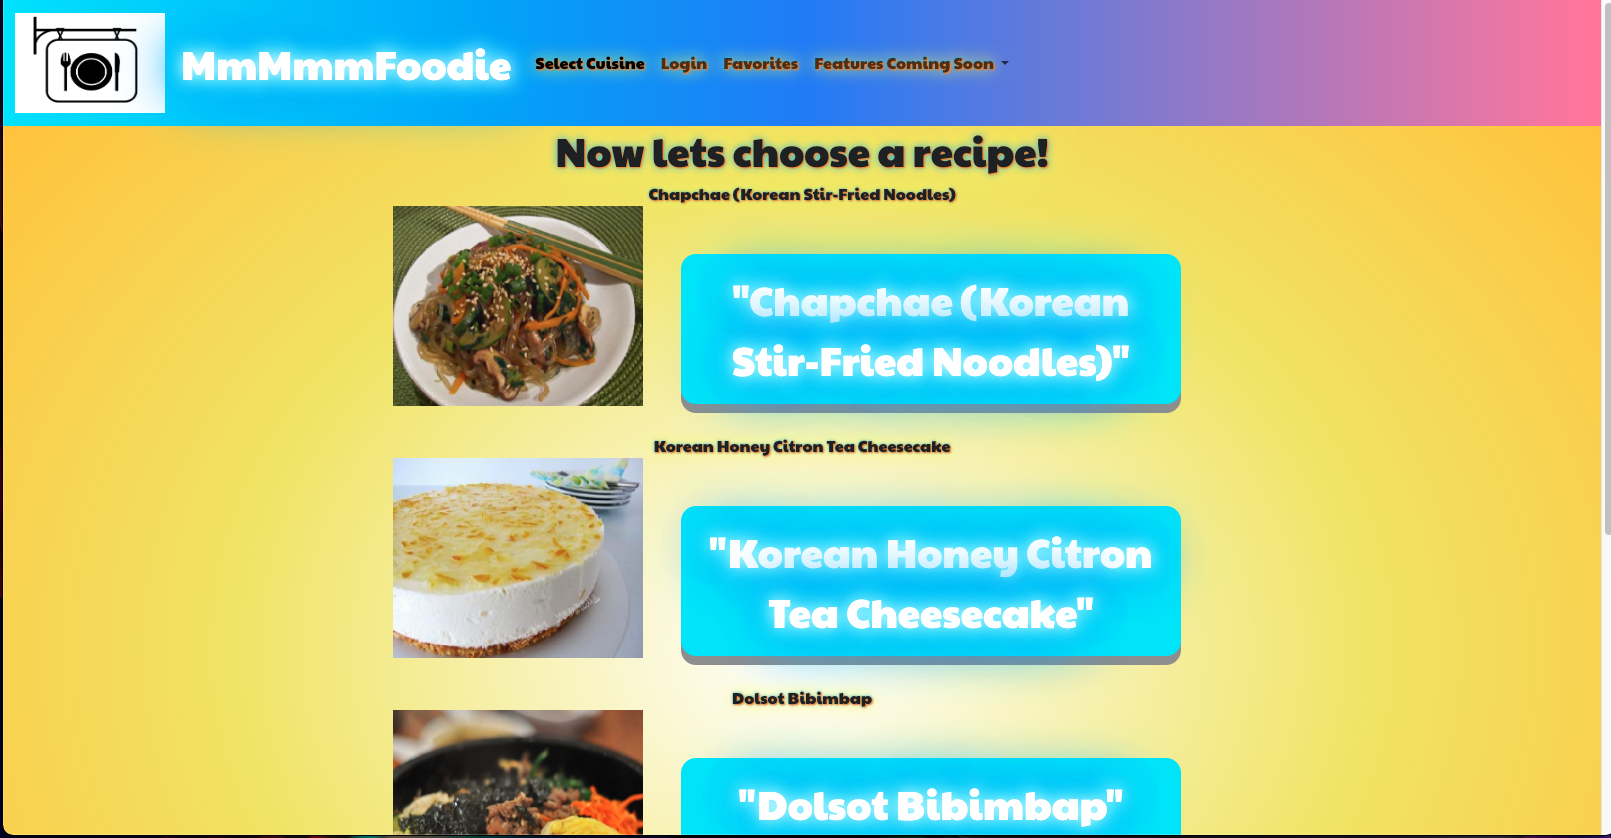 MmMmmFoodie
Select Cuisine
Login
Favorites
Features Coming Soon
Now lets choose a recipe!
Chapchae (Korean Stir-Fried Noodles)
"Chapchae (Korean
Stir-Fried Noodles)"
Korean Honey Citron Tea Cheesecake
"Korean Honey Citron
Tea Cheesecake"
Dolsot Bibimbap
"Dolsot Bibimbap"